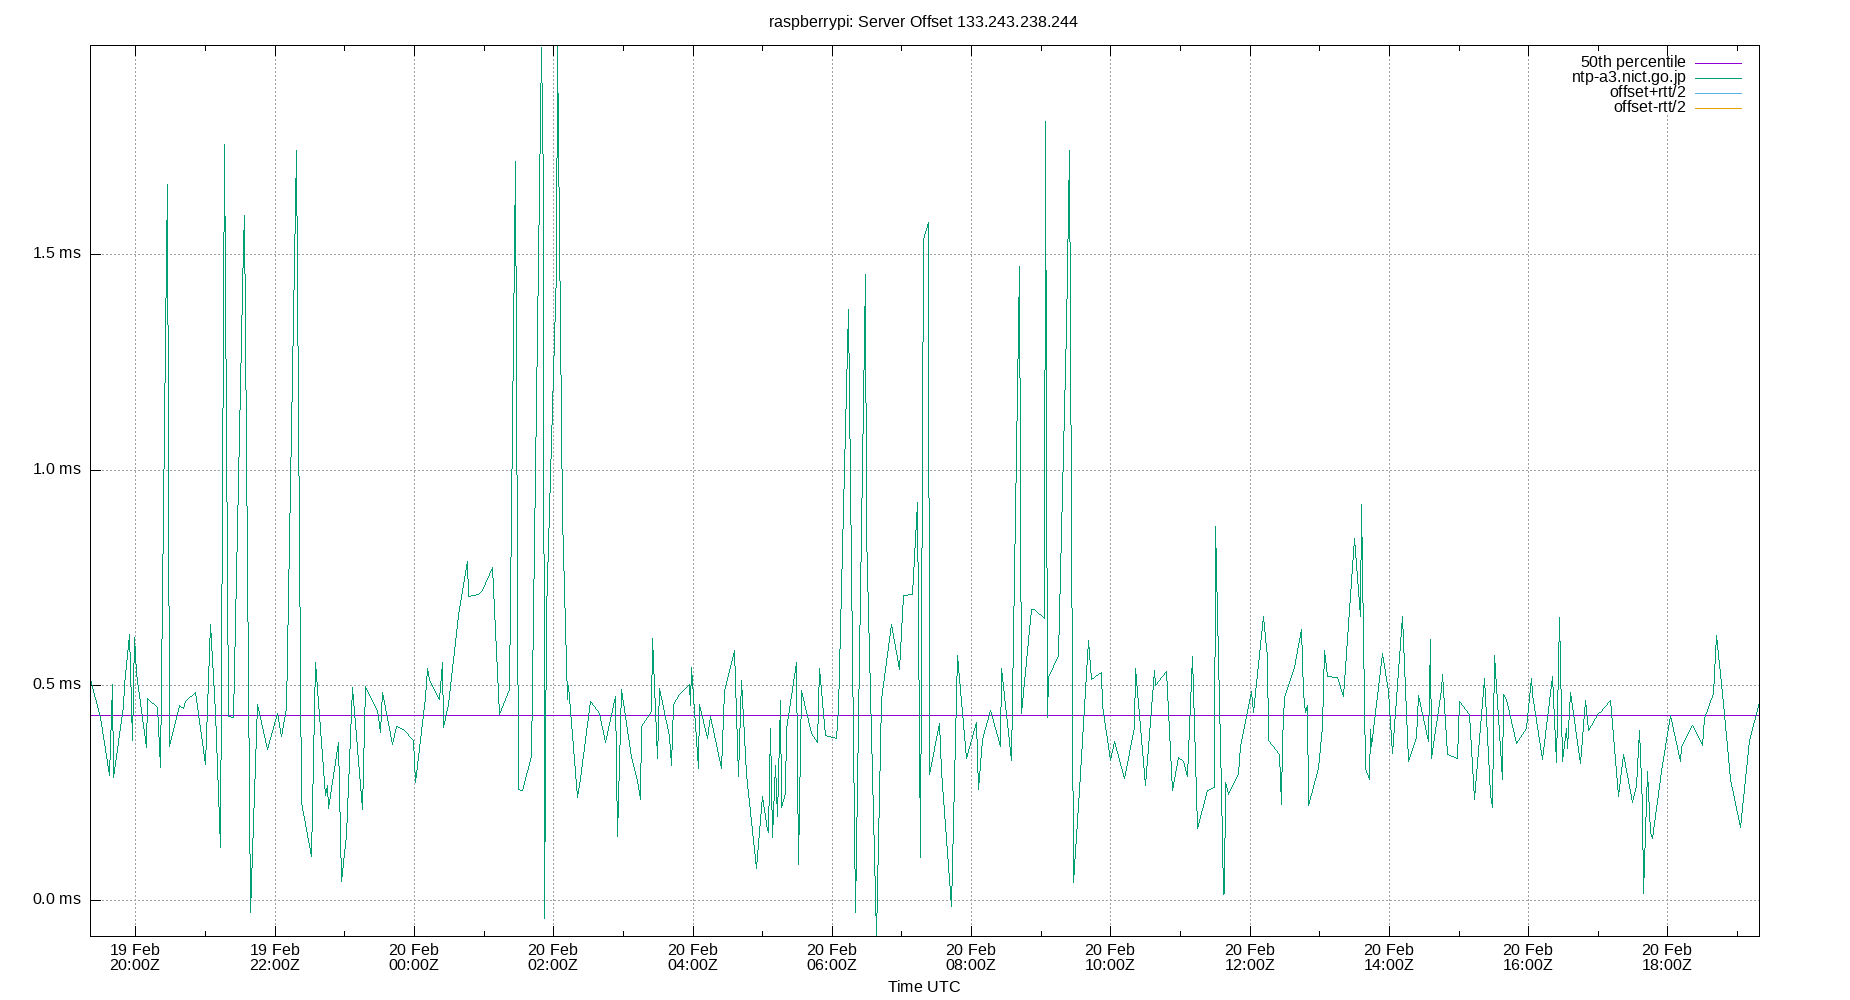 raspberrypi: Server Offset 133.243.238.244
50th percentile
ntp-a3.nict.go.jp
offset+rtt/2
offset-rtt/2
1.5 ms
1.0 ms
0.5 ms
0.0 ms
19 Feb 19 Feb 20 Feb 20 Feb 20 Feb 20 Feb 20 Feb 20 Feb 20 Feb 20 Feb 20 Feb 20 Feb
20:00Z 22:00Z 00:00Z 02:00Z 04:00Z 06:00Z 08:00Z 10:00Z 12:00Z 14:00Z 16:00Z 18:00Z
Time UTC